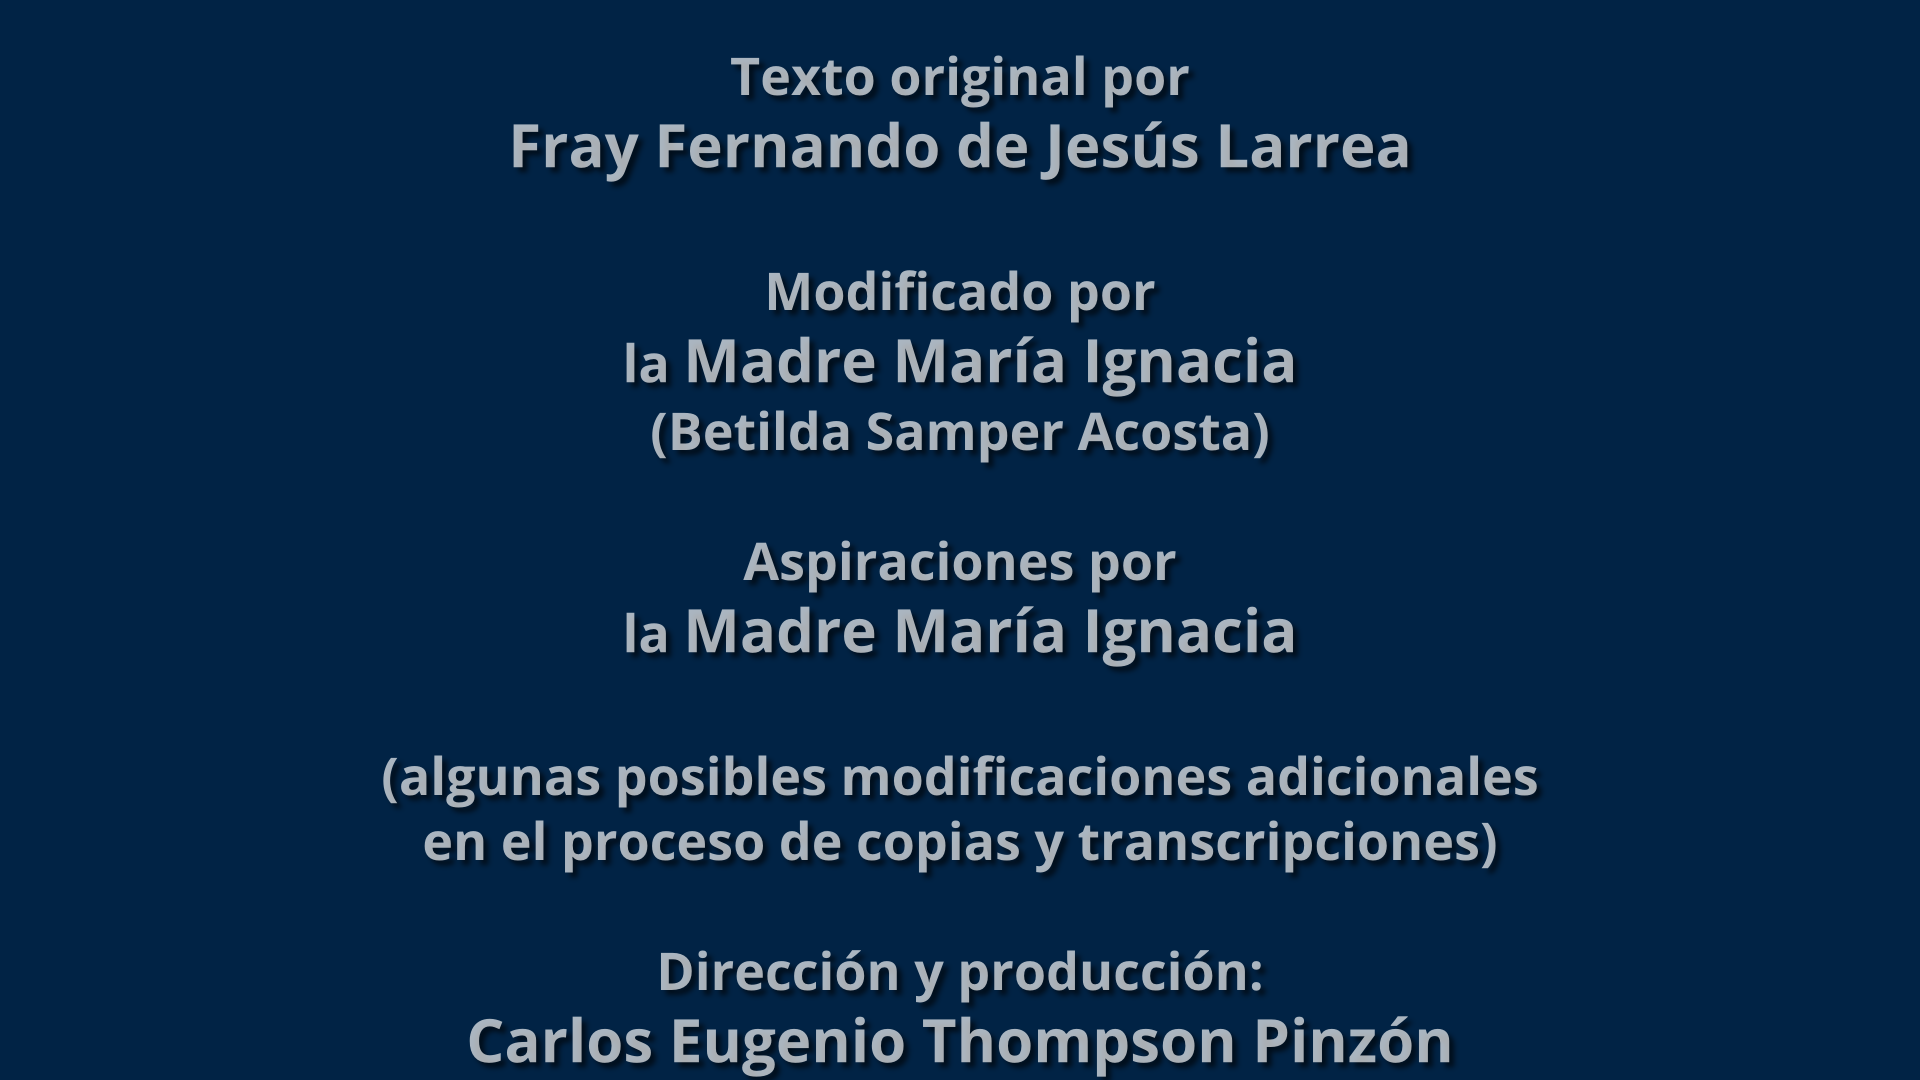 Texto original por
Fray Fernando de Jesús Larrea
Modificado por
la Madre María Ignacia
(Betilda Samper Acosta)
Aspiraciones por
la Madre María Ignacia
(algunas posibles modificaciones adicionales
en el proceso de copias y transcripciones)
Dirección y producción:
Carlos Eugenio Thompson Pinzón